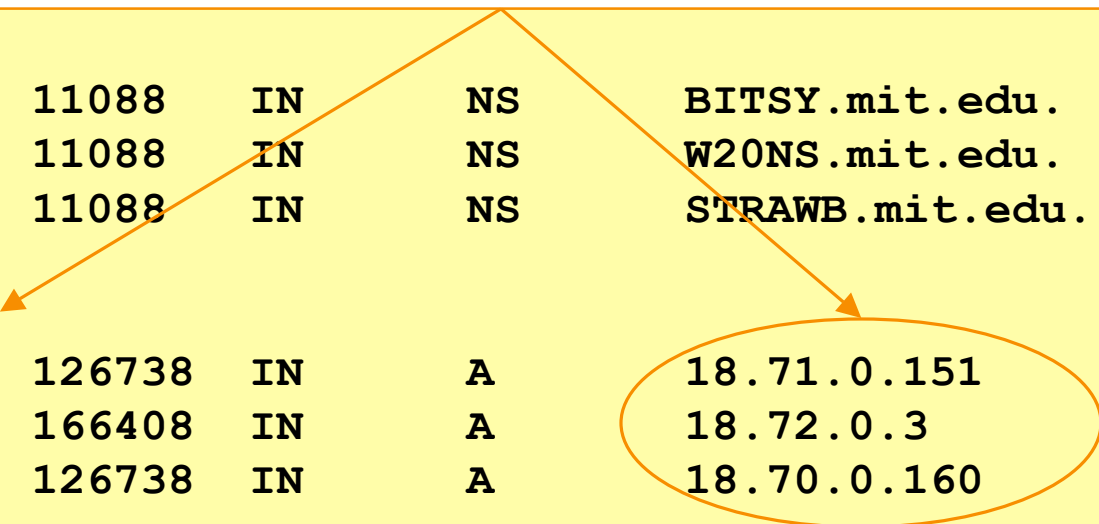 11088 IN NS BITSY.mit.edu.
11088 IN NS W20NS.mit.edu.
11088 IN NS STRAWB.mit.edu.
126738 IN A 18.71.0.151
166408 IN A 18.72.0.3
126738 IN A 18.70.0.160